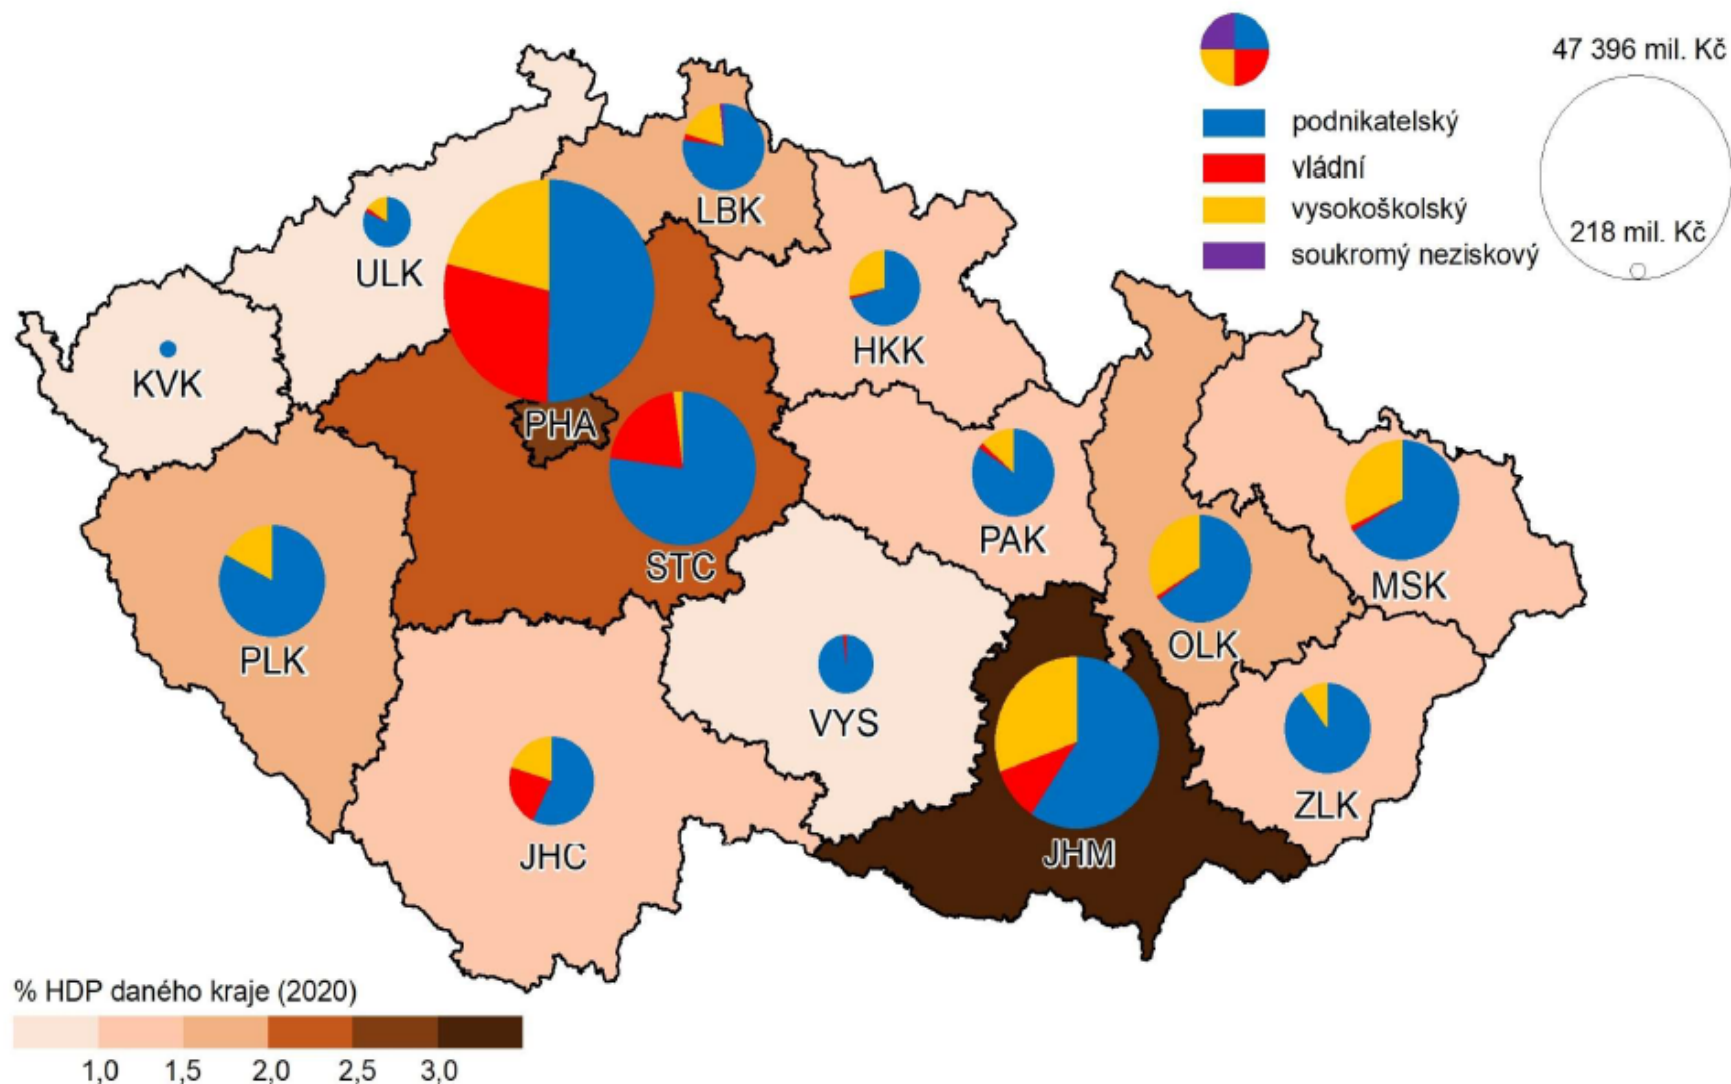 47 396 mil. Kč
podnikatelský
vládní
vysokoškolský
218 mil. Kč
soukromý neziskový
LBK
ULK
HKK
KVK
PHA
PAK
STC
MSK
OLK
PLK
VYS
ZLK
JHC
JHM
% HDP daného kraje (2020)
1,0 1,5 2,0 2,5 3,0